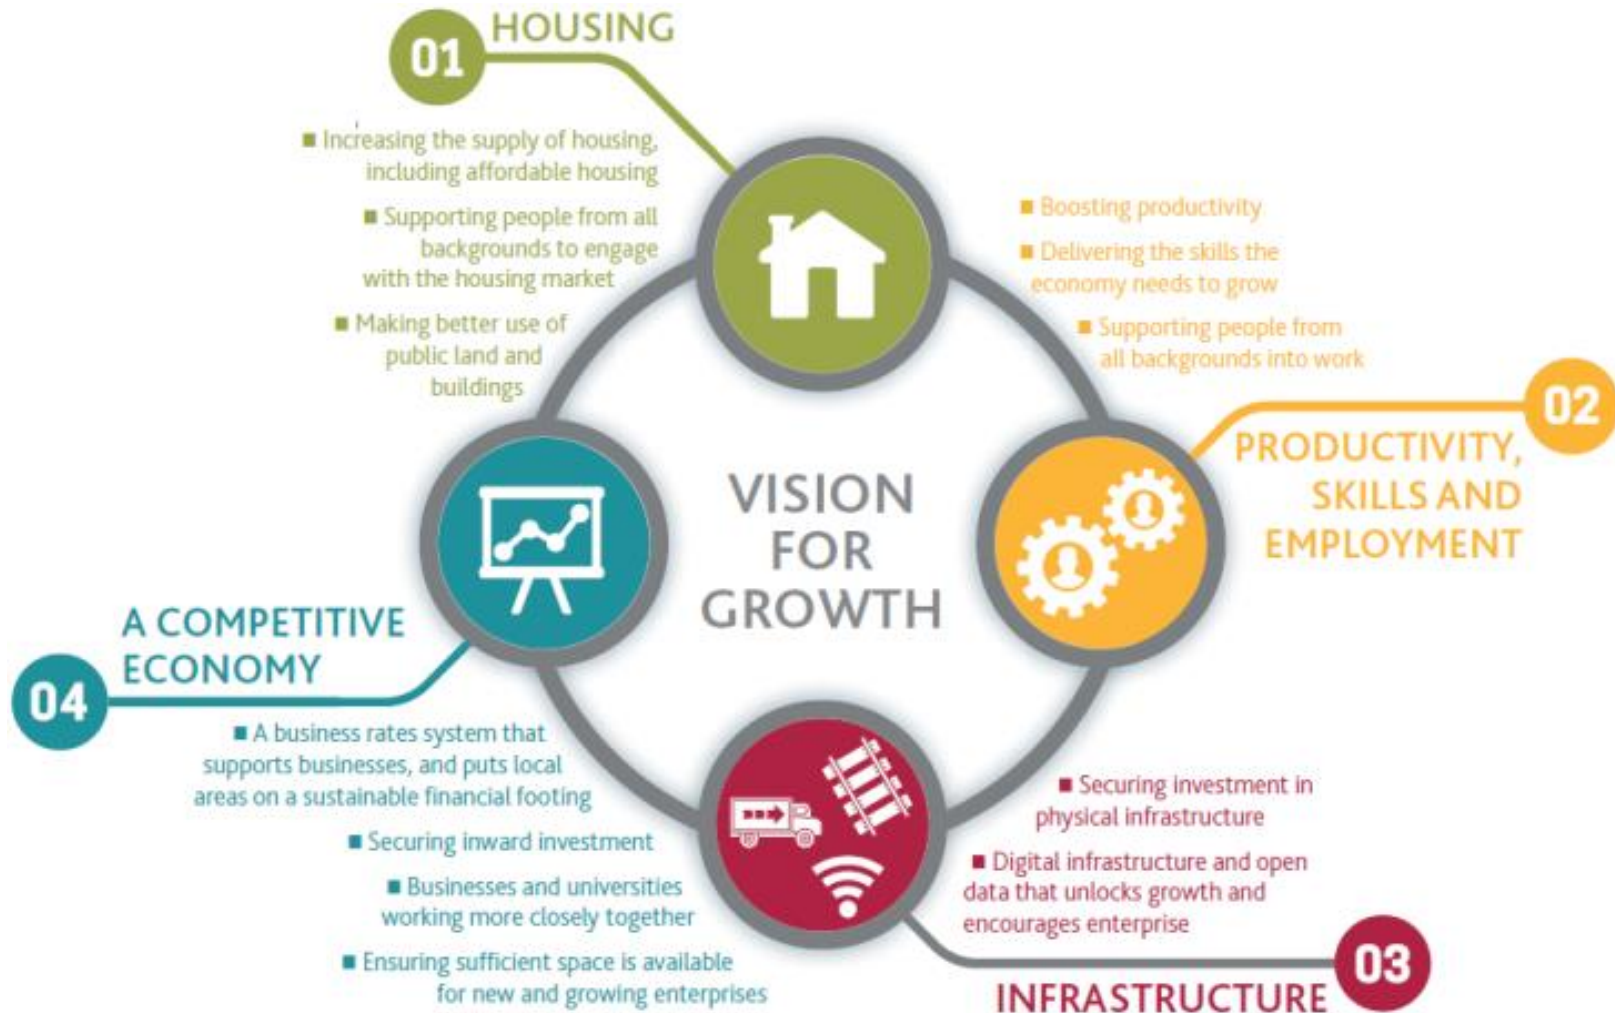 01
HOUSING
■ Increasing the supply of housing,
including affordable housing
■ Supporting people from all
backgrounds to engage
with the housing market
■ Making better use of
public land and
buildings
■ Boosting productivity
■ Delivering the skills the
economy needs to grow
■ Supporting people from
all backgrounds into work
02
PRODUCTIVITY,
SKILLS AND
EMPLOYMENT
VISION
FOR
GROWTH
A COMPETITIVE
ECONOMY
04
■ A business rates system that
supports businesses, and puts local
areas on a sustainable financial footing
■ Securing inward investment
■ Businesses and universities
working more closely together
■ Ensuring sufficient space is available
for new and growing enterprises
■ Securing investment in
physical infrastructure
■ Digital infrastructure and open
data that unlocks growth and
encourages enterprise
03
INFRASTRUCTURE